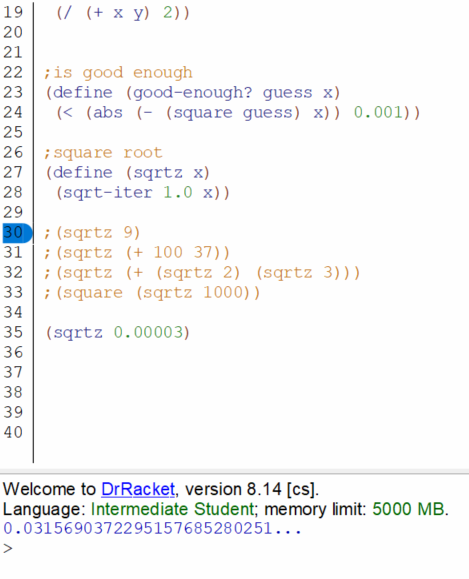 19 (/ (+ x y) 2))
20
21
22 ;is good enough
23 (define (good-enough? guess x)
24 (< (abs (- (square guess) x)) 0.001))
25
26 ;square root
27 (define (sqrtz x)
28 (sqrt-iter 1.0 x))
29
30 ;(sqrtz 9)
31 ;(sqrtz (+ 100 37))
32 ;(sqrtz (+ (sqrtz 2) (sqrtz 3)))
33 ;(square (sqrtz 1000))
34
35 (sqrtz 0.00003)
36
37
38
39
40
Welcome to DrRacket, version 8.14 [cs].
Language: Intermediate Student; memory limit: 5000 MB.
0.0315690372295157685280251...
>